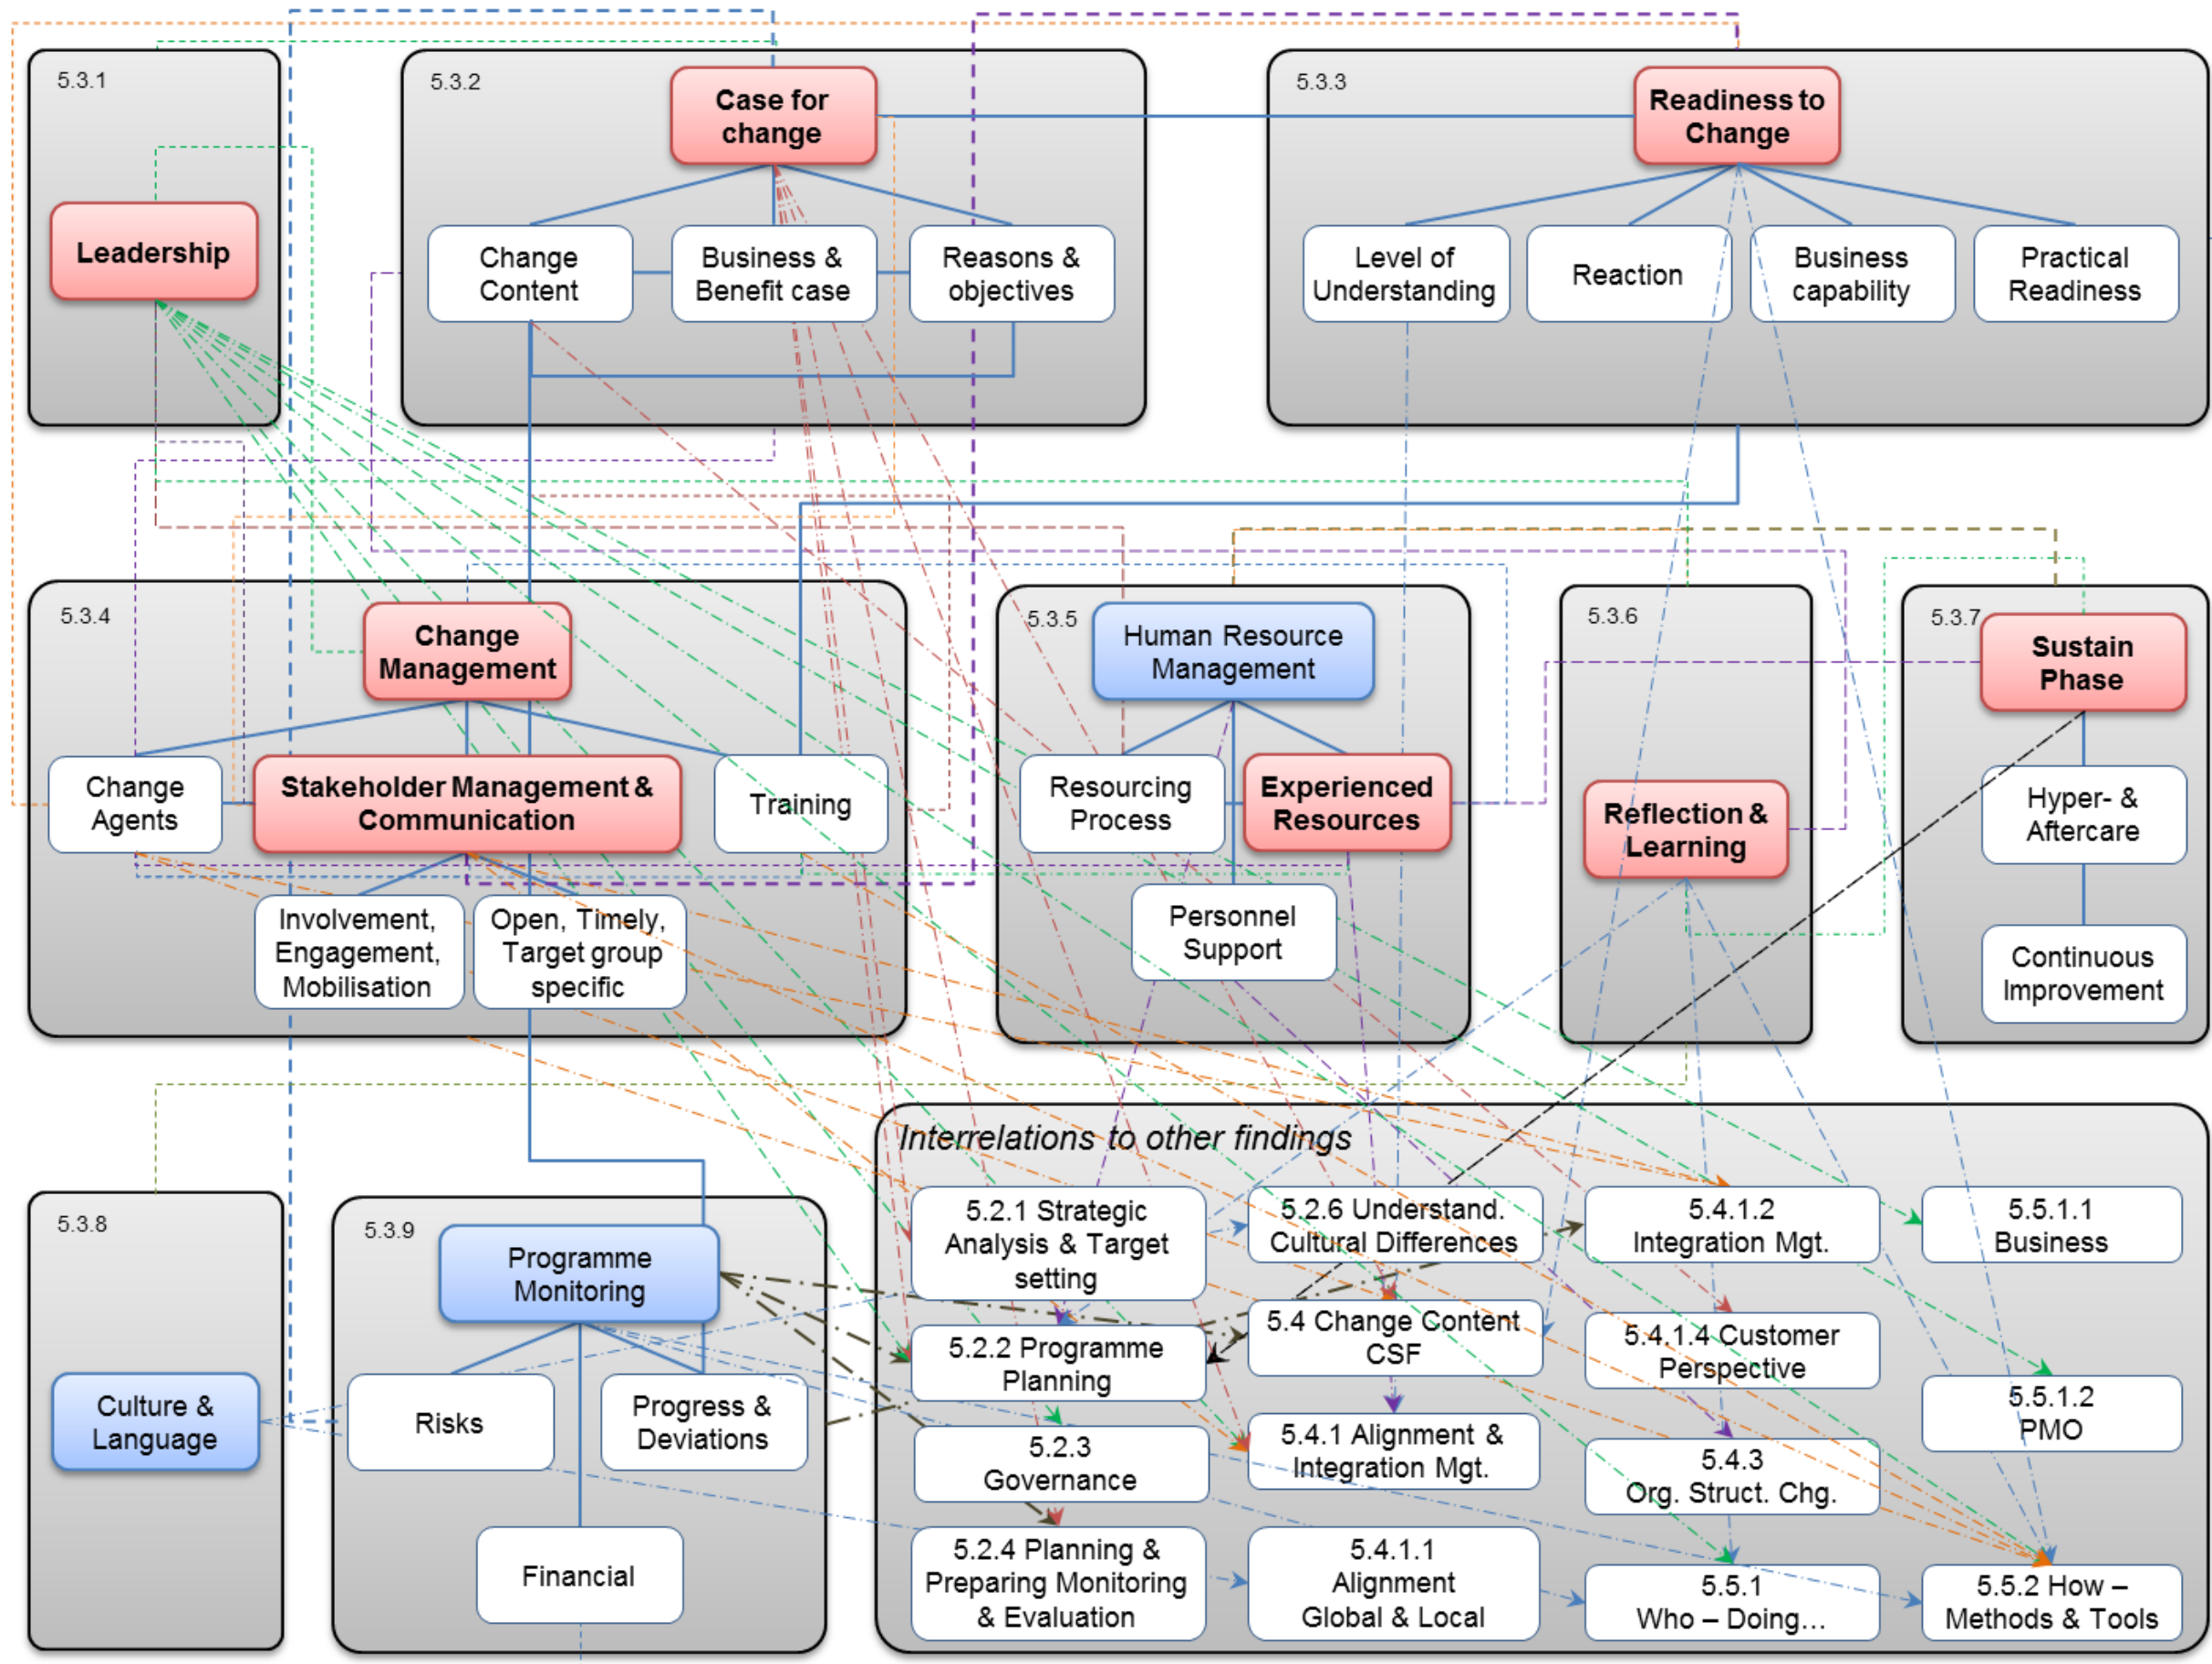 5.3.1
Leadership
5.3.2
Case for
change
Change
Content
Business &
Benefit case
Reasons &
objectives
5.3.3
Readiness to
Change
Level of
Understanding
Reaction
Business
capability
Practical
Readiness
5.3.4
Change
Management
Change
Agents
Stakeholder Management &
Communication
Training
Involvement,
Engagement,
Mobilisation
Open, Timely,
Target group
specific
5.3.5
Human Resource
Management
Resourcing
Process
Experienced
Resources
Personnel
Support
5.3.6
Reflection &
Learning
5.3.7
Sustain
Phase
Hyper- &
Aftercare
Continuous
Improvement
5.3.8
Culture &
Language
5.3.9
Programme
Monitoring
Risks
Progress &
Deviations
Financial
Interrelations to other findings
5.2.1 Strategic
Analysis & Target
setting
5.2.2 Programme
Planning
5.2.3
Governance
5.2.4 Planning &
Preparing Monitoring
& Evaluation
5.2.6 Understand.
Cultural Differences
5.4 Change Content
CSF
5.4.1 Alignment &
Integration Mgt.
5.4.1.1
Alignment
Global & Local
5.4.1.2
Integration Mgt.
5.4.1.4 Customer
Perspective
5.4.3
Org. Struct. Chg.
5.5.1
Who – Doing...
5.5.1.1
Business
5.5.1.2
PMO
5.5.2 How –
Methods & Tools